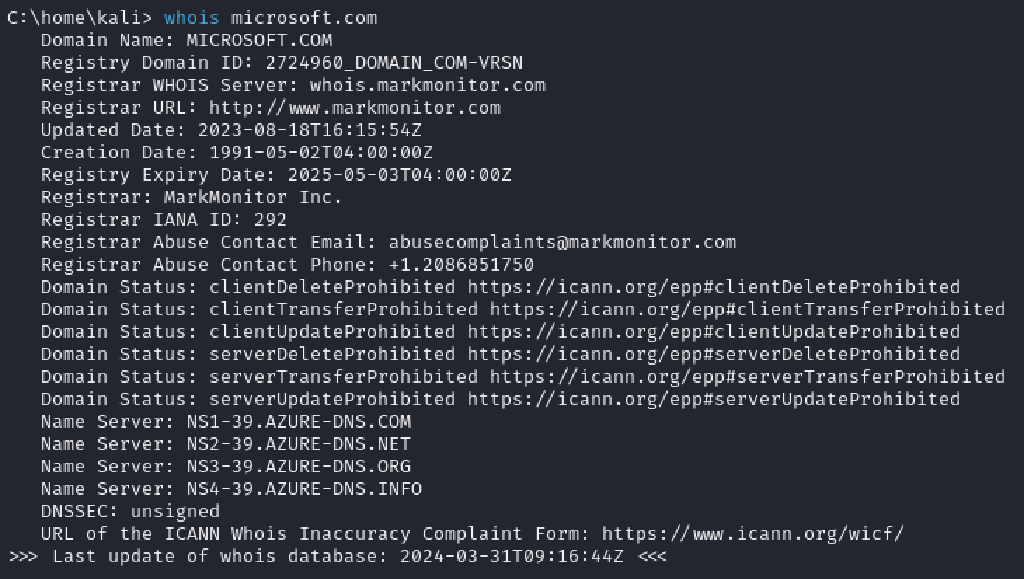 C:\home\kali> whois microsoft.com
Domain Name: MICROSOFT.COM
Registry Domain ID: 2724960_DOMAIN_COM-VRSN
Registrar WHOIS Server: whois.markmonitor.com
Registrar URL: http://www.markmonitor.com
Updated Date: 2023-08-18T16:15:54Z
Creation Date: 1991-05-02T04:00:00Z
Registry Expiry Date: 2025-05-03T04:00:00Z
Registrar: MarkMonitor Inc.
Registrar IANA ID: 292
Registrar Abuse Contact Email: abusecomplaints@markmonitor.com
Registrar Abuse Contact Phone: +1.2086851750
Domain Status: clientDeleteProhibited https://icann.org/epp#clientDeleteProhibited
Domain Status: clientTransferProhibited https://icann.org/epp#clientTransferProhibited
Domain Status: clientUpdateProhibited https://icann.org/epp#clientUpdateProhibited
Domain Status: serverDeleteProhibited https://icann.org/epp#serverDeleteProhibited
Domain Status: serverTransferProhibited https://icann.org/epp#serverTransferProhibited
Domain Status: serverUpdateProhibited https://icann.org/epp#serverUpdateProhibited
Name Server: NS1-39.AZURE-DNS.COM
Name Server: NS2-39.AZURE-DNS.NET
Name Server: NS3-39.AZURE-DNS.ORG
Name Server: NS4-39.AZURE-DNS.INFO
DNSSEC: unsigned
URL of the ICANN Whois Inaccuracy Complaint Form: https://www.icann.org/wicf/
>>> Last update of whois database: 2024-03-31T09:16:44Z <<<